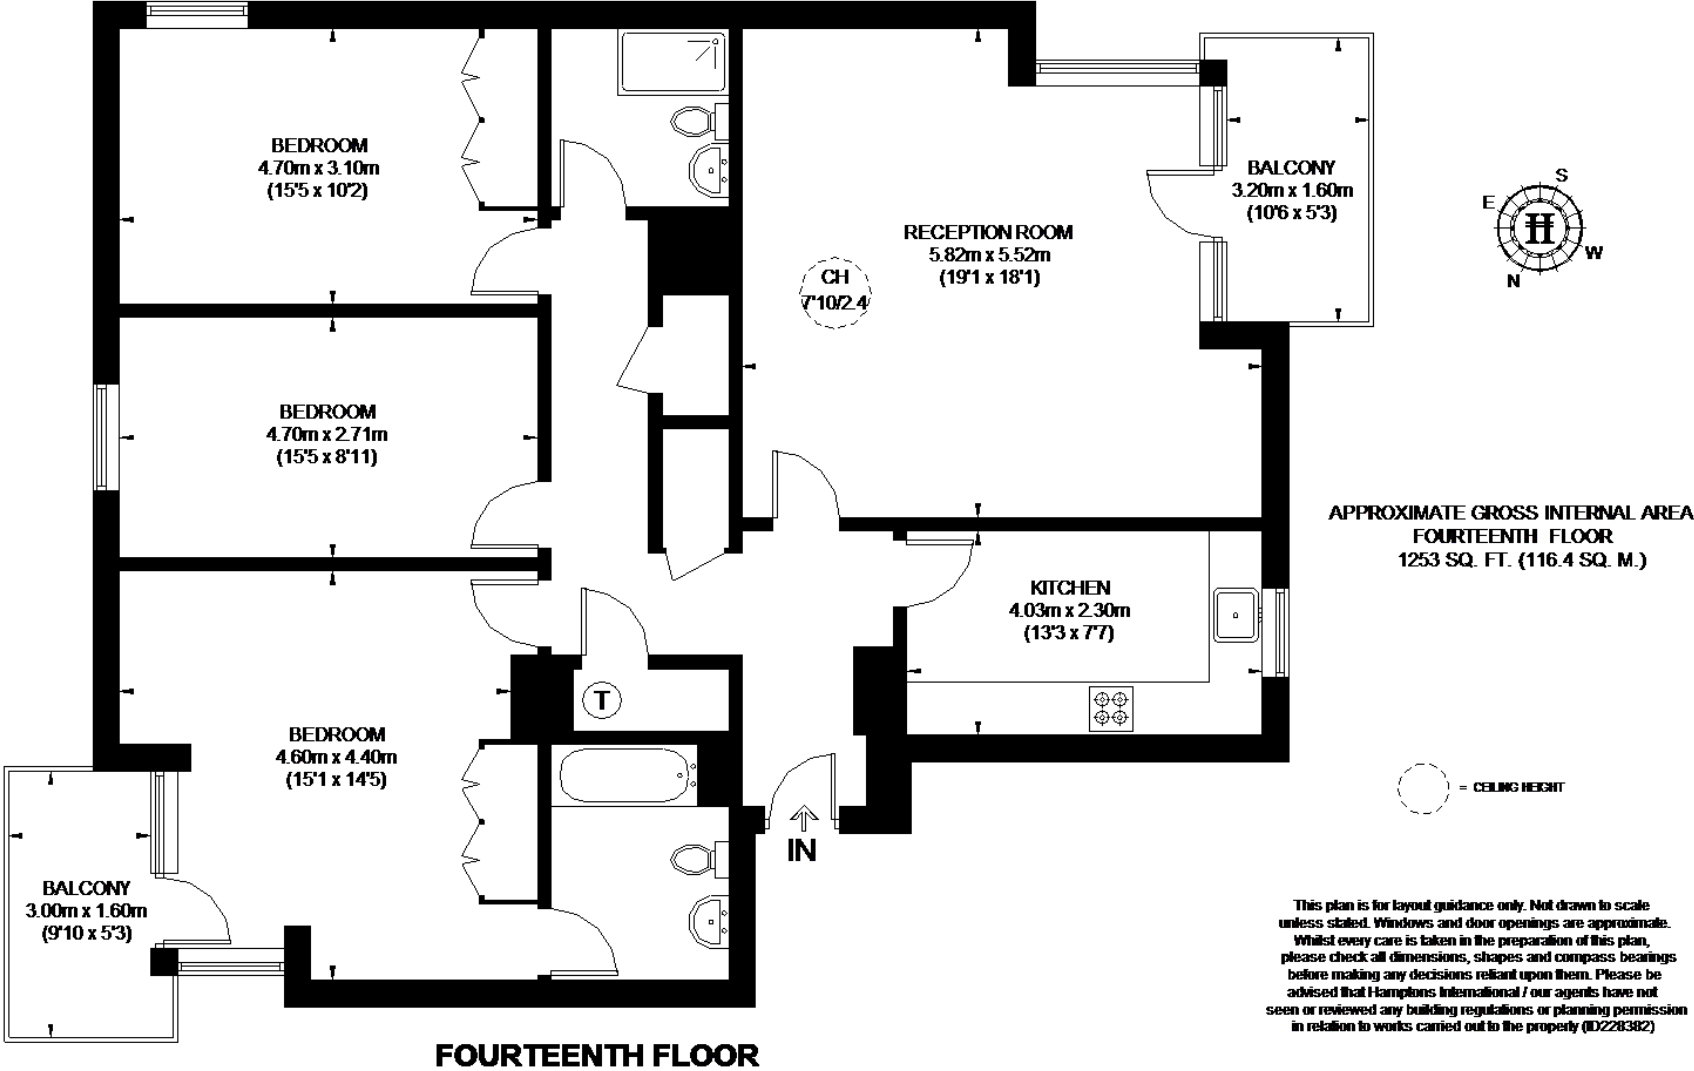 BEDROOM
4.70m x 3.10m
(15'5 x 10'2)
BALCONY
3.20m x 1.60m
(10'6 x 5'3)
S
E
H
W
N
RECEPTION ROOM
5.82m x 5.52m
(19'1 x 18'1)
CH
7'10/2.4
BEDROOM
4.70m x 2.71m
(15'5 x 8'11)
APPROXIMATE GROSS INTERNAL AREA
FOURTEENTH FLOOR
1253 SQ. FT. (116.4 SQ. M.)
KITCHEN
4.03m x 2.30m
(13'3 x 7'7)
T
BEDROOM
4.60m x 4.40m
(15'1 x 14'5)
= CEILING HEIGHT
IN
BALCONY
3.00m x 1.60m
(9'10 x 5'3)
This plan is for layout guidance only. Not drawn to scale
unless stated. Windows and door openings are approximate.
Whilst every care is taken in the preparation of this plan,
please check all dimensions, shapes and compass bearings
before making any decisions reliant upon them. Please be
advised that Hamptons International / our agents have not
seen or reviewed any building regulations or planning permission
in relation to works carried out to the property (ID228382)
FOURTEENTH FLOOR